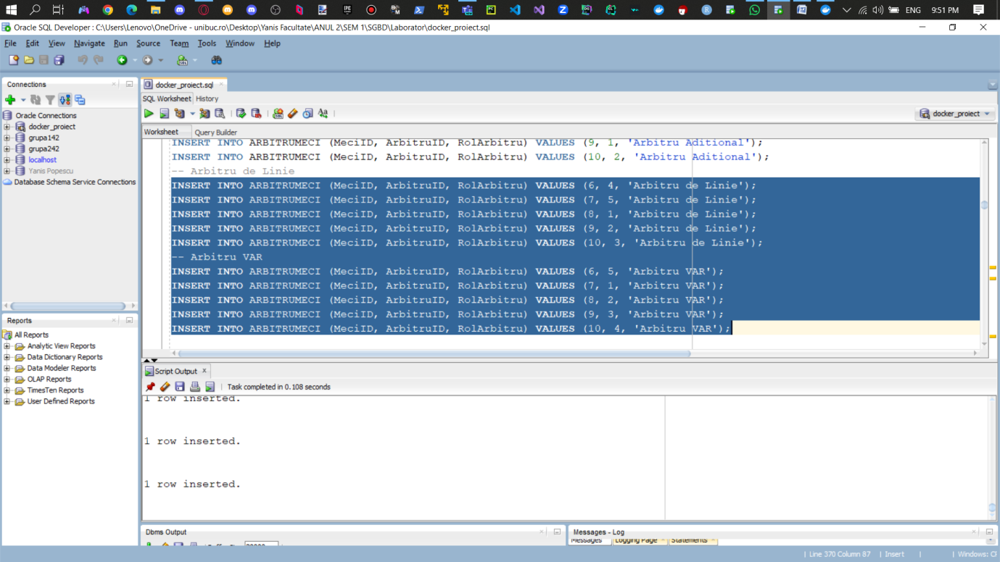 ENG 9:51 PM
Oracle SQL Developer : C:\Users\Lenovo\OneDrive - unibuc.ro\Desktop\Yanis Facultate\ANUL 2\SEM 1\SGBD\Laborator\docker_proiect.sql
File Edit View Navigate Run Source Team Tools Window Help
Connections
Oracle Connections
docker_proiect
grupa142
grupa242
localhost
Yanis Popescu
Database Schema Service Connections
Reports
All Reports
Analytic View Reports
Data Dictionary Reports
Data Modeler Reports
OLAP Reports
TimesTen Reports
User Defined Reports
docker_proiect.sql
SQL Worksheet History
docker_proiect
Worksheet Query Builder
INSERT INTO ARBITRUMECI (MeciID, ArbitruID, RolArbitru) VALUES (9, 1, 'Arbitru Aditional');
INSERT INTO ARBITRUMECI (MeciID, ArbitruID, RolArbitru) VALUES (10, 2, 'Arbitru Aditional');
-- Arbitru de Linie
INSERT INTO ARBITRUMECI (MeciID, ArbitruID, RolArbitru) VALUES (6, 4, 'Arbitru de Linie');
INSERT INTO ARBITRUMECI (MeciID, ArbitruID, RolArbitru) VALUES (7, 5, 'Arbitru de Linie');
INSERT INTO ARBITRUMECI (MeciID, ArbitruID, RolArbitru) VALUES (8, 1, 'Arbitru de Linie');
INSERT INTO ARBITRUMECI (MeciID, ArbitruID, RolArbitru) VALUES (9, 2, 'Arbitru de Linie');
INSERT INTO ARBITRUMECI (MeciID, ArbitruID, RolArbitru) VALUES (10, 3, 'Arbitru de Linie');
-- Arbitru VAR
INSERT INTO ARBITRUMECI (MeciID, ArbitruID, RolArbitru) VALUES (6, 5, 'Arbitru VAR');
INSERT INTO ARBITRUMECI (MeciID, ArbitruID, RolArbitru) VALUES (7, 1, 'Arbitru VAR');
INSERT INTO ARBITRUMECI (MeciID, ArbitruID, RolArbitru) VALUES (8, 2, 'Arbitru VAR');
INSERT INTO ARBITRUMECI (MeciID, ArbitruID, RolArbitru) VALUES (9, 3, 'Arbitru VAR');
INSERT INTO ARBITRUMECI (MeciID, ArbitruID, RolArbitru) VALUES (10, 4, 'Arbitru VAR');
Script Output
Task completed in 0.108 seconds
1 row inserted.
1 row inserted.
1 row inserted.
Dbms Output
Messages - Log
Messages Logging Page Statements
Line 370 Column 87 Insert Windows: CF